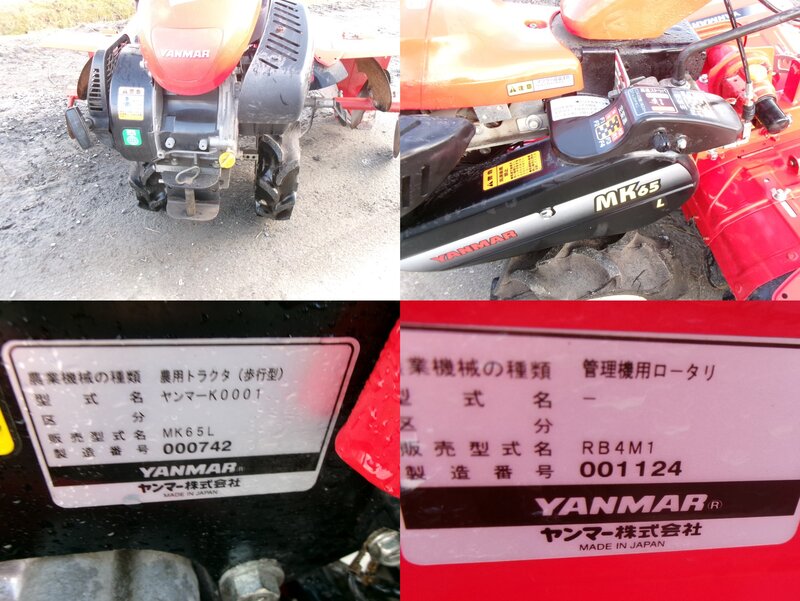 YANMAR
YANMAR
MK65
L
YANMAR
農業機械の種類 農用トラクタ (歩行型)
型式名 ヤンマーK0001
区分
販売型式名 MK65L
製造番号 000742
YANMAR®
ヤンマー株式会社
MADE IN JAPAN
農業機械の種類 管理機用ロータリ
型式名 －
区分
販売型式名 RB4M1
製造番号 001124
YANMAR®
ヤンマー株式会社
MADE IN JAPAN